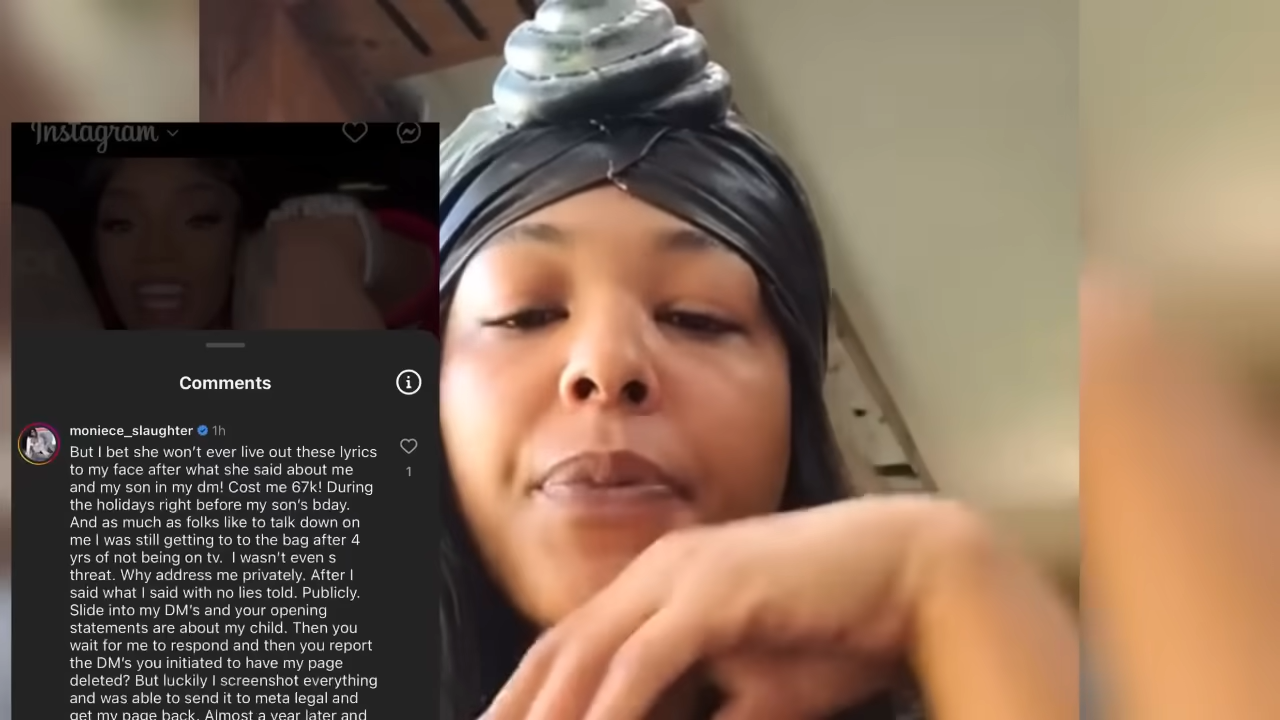 Instagram
Comments
moniece_slaughter 1h
But I bet she won't ever live out these lyrics
to my face after what she said about me
and my son in my dm! Cost me 67k! During
the holidays right before my son's bday.
And as much as folks like to talk down on
me I was still getting to to the bag after 4
yrs of not being on tv.  I wasn't even s
threat. Why address me privately. After I
said what I said with no lies told. Publicly.
Slide into my DM's and your opening
statements are about my child. Then you
wait for me to respond and then you report
the DM's you initiated to have my page
deleted? But luckily I screenshot everything
and was able to send it to meta legal and
get my page back. Almost a year later and
1